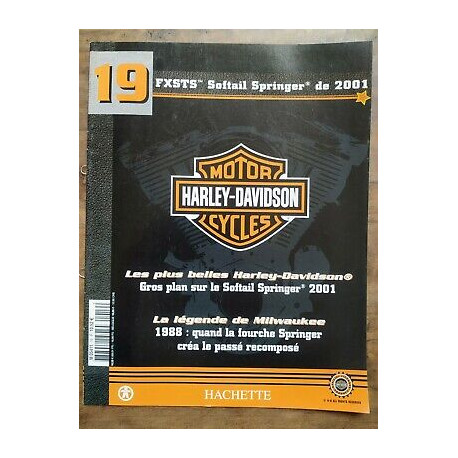 19
FXSTS™ Softail Springer® de 2001
MOTOR
HARLEY-DAVIDSON
CYCLES
Les plus belles Harley-Davidson®
Gros plan sur le Softail Springer® 2001
La légende de Milwaukee
1988 : quand la fourche Springer
créa le passé recomposé
HACHETTE